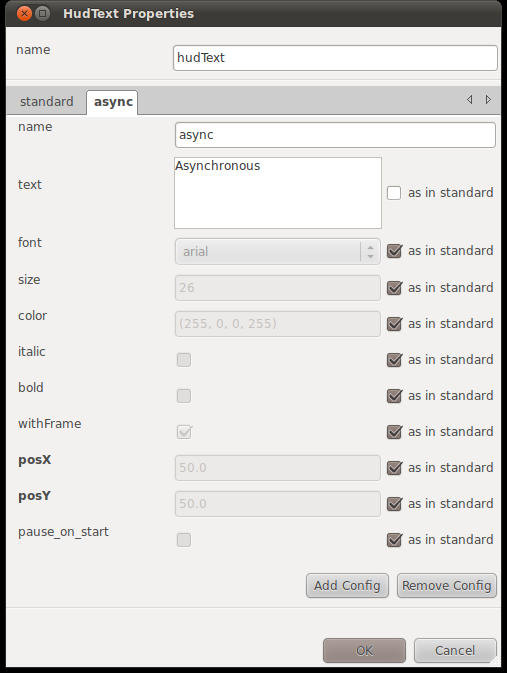 HudText Properties
name hudText
standard async
name async
text Asynchronous as in standard
font arial as in standard
size 26 as in standard
color (255, 0, 0, 255) as in standard
italic as in standard
bold as in standard
withFrame as in standard
posX 50.0 as in standard
posY 50.0 as in standard
pause_on_start as in standard
Add Config Remove Config
OK Cancel